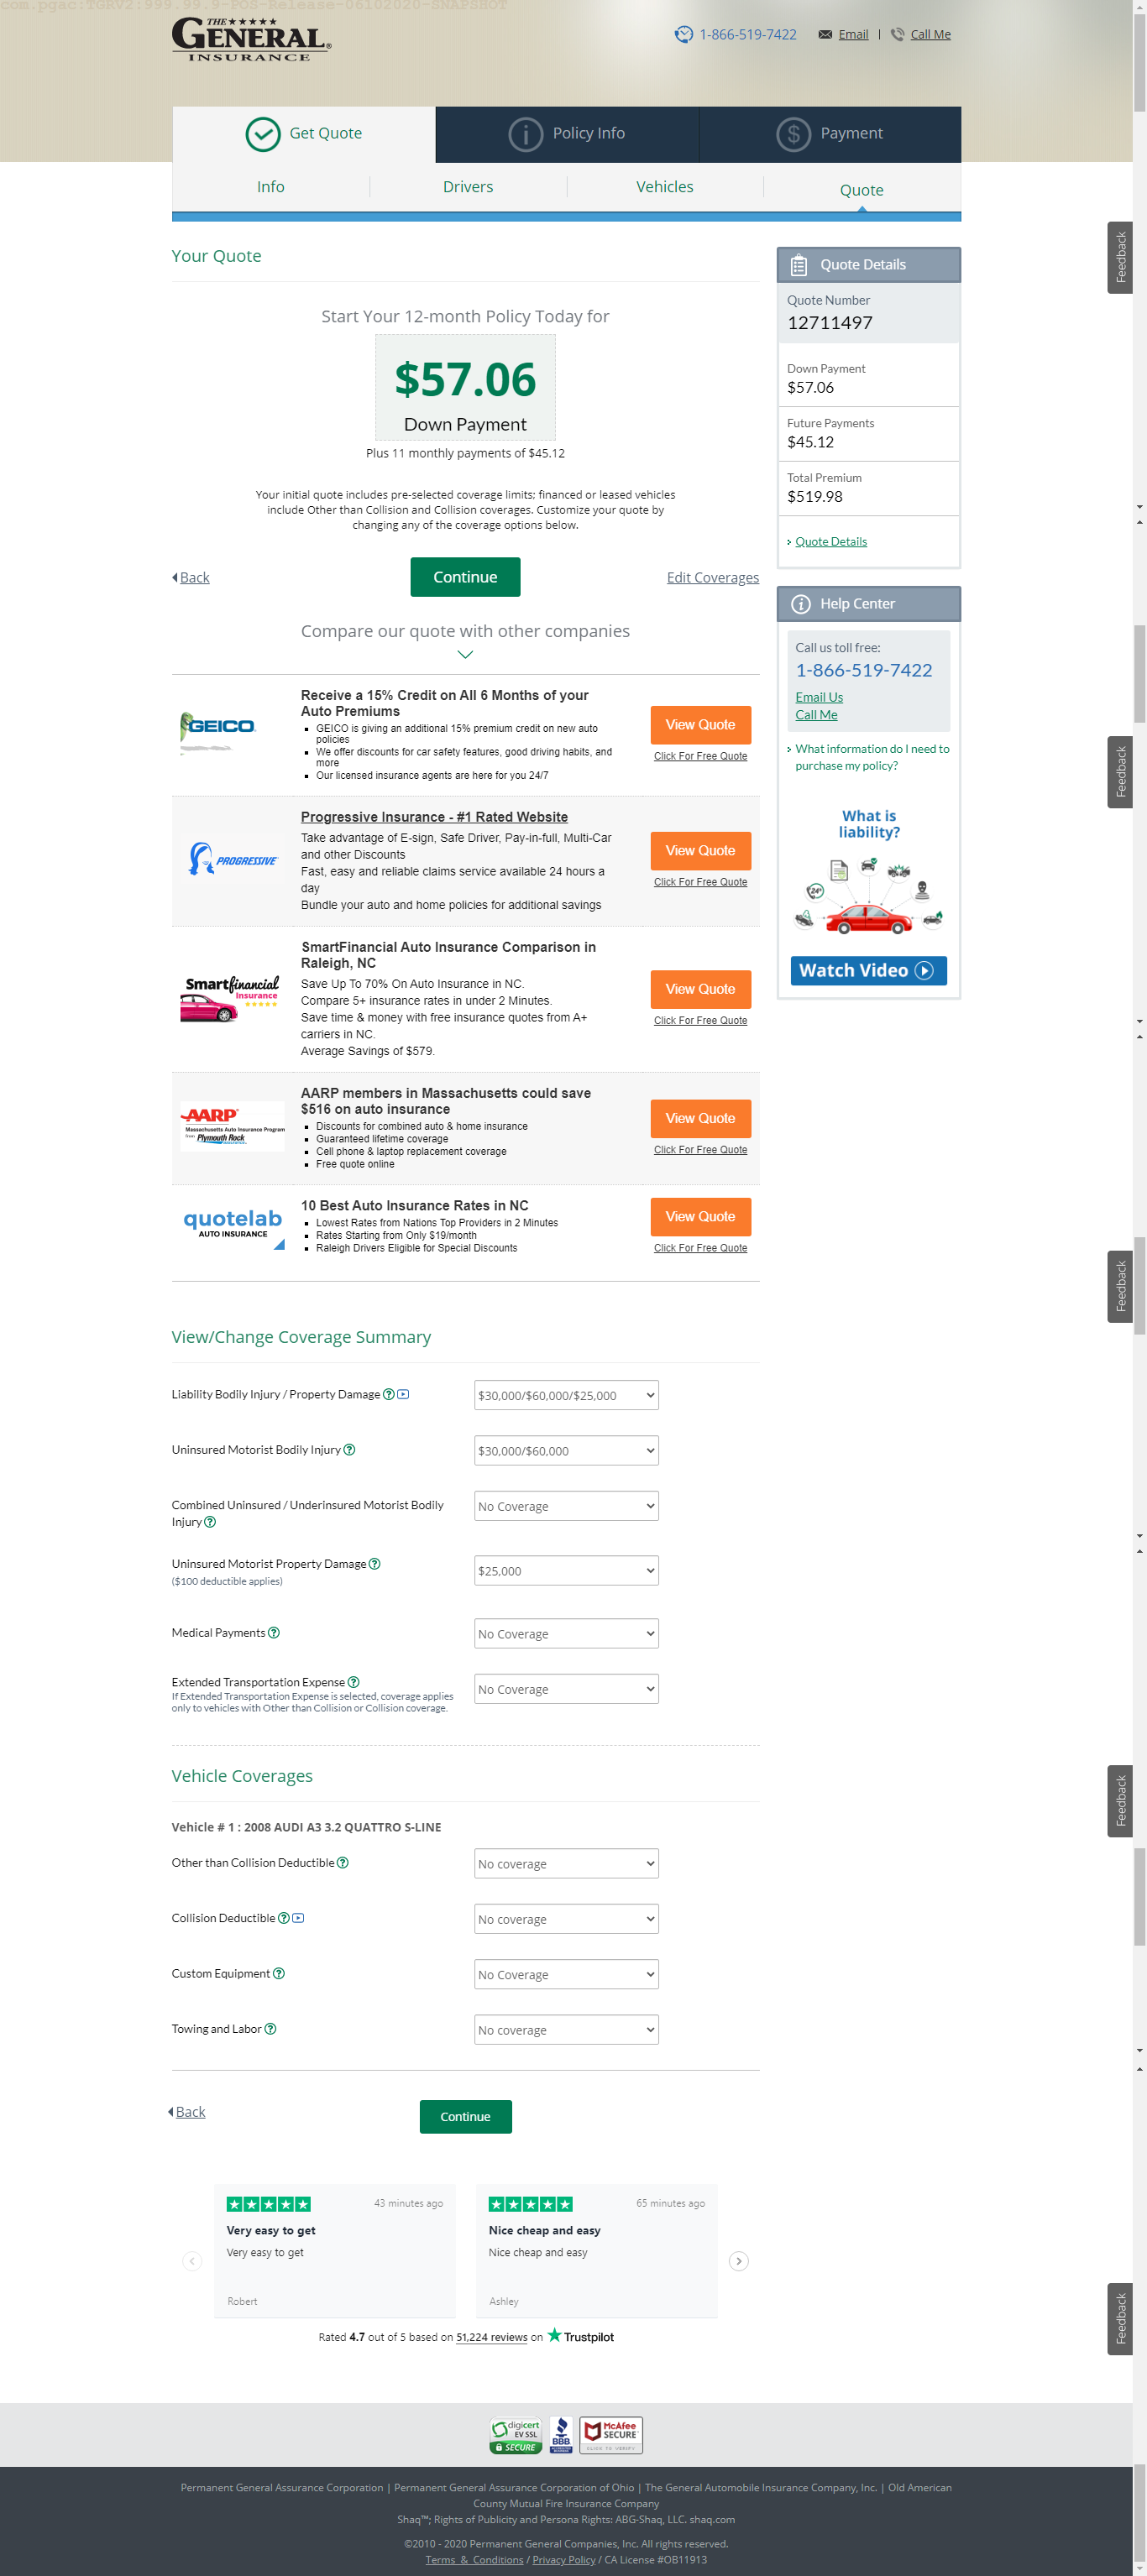 com.pgac:TGRV2:999.99.9-POS-Release-06102020-SNAPSHOT
THE
GENERAL
INSURANCE®
1-866-519-7422
Email
Call Me
Get Quote
Policy Info
Payment
Info
Drivers
Vehicles
Quote
Your Quote
Start Your 12-month Policy Today for
$57.06
Down Payment
Plus 11 monthly payments of $45.12
Your initial quote includes pre-selected coverage limits; financed or leased vehicles
include Other than Collision and Collision coverages. Customize your quote by
changing any of the coverage options below.
Back
Continue
Edit Coverages
Quote Details
Quote Number
12711497
Down Payment
$57.06
Future Payments
$45.12
Total Premium
$519.98
Quote Details
Help Center
Call us toll free:
1-866-519-7422
Email Us
Call Me
What information do I need to
purchase my policy?
What is
liability?
24*
Watch Video
Feedback
Feedback
Feedback
Feedback
Feedback
Compare our quote with other companies
GEICO
Receive a 15% Credit on All 6 Months of your
Auto Premiums
GEICO is giving an additional 15% premium credit on new auto
policies
We offer discounts for car safety features, good driving habits, and
more
Our licensed insurance agents are here for you 24/7
View Quote
Click For Free Quote
PROGRESSIVE
Progressive Insurance - #1 Rated Website
Take advantage of E-sign, Safe Driver, Pay-in-full, Multi-Car
and other Discounts
Fast, easy and reliable claims service available 24 hours a
day
Bundle your auto and home policies for additional savings
View Quote
Click For Free Quote
Smartfinancial
Insurance
SmartFinancial Auto Insurance Comparison in
Raleigh, NC
Save Up To 70% On Auto Insurance in NC.
Compare 5+ insurance rates in under 2 Minutes.
Save time & money with free insurance quotes from A+
carriers in NC.
Average Savings of $579.
View Quote
Click For Free Quote
AARP
Massachusetts Auto Insurance Program
from Plymouth Rock
AARP members in Massachusetts could save
$516 on auto insurance
Discounts for combined auto & home insurance
Guaranteed lifetime coverage
Cell phone & laptop replacement coverage
Free quote online
View Quote
Click For Free Quote
quotelab
AUTO INSURANCE
10 Best Auto Insurance Rates in NC
Lowest Rates from Nations Top Providers in 2 Minutes
Rates Starting from Only $19/month
Raleigh Drivers Eligible for Special Discounts
View Quote
Click For Free Quote
View/Change Coverage Summary
Liability Bodily Injury / Property Damage
$30,000/$60,000/$25,000
Uninsured Motorist Bodily Injury
$30,000/$60,000
Combined Uninsured / Underinsured Motorist Bodily
Injury
No Coverage
Uninsured Motorist Property Damage
($100 deductible applies)
$25,000
Medical Payments
No Coverage
Extended Transportation Expense
If Extended Transportation Expense is selected, coverage applies
only to vehicles with Other than Collision or Collision coverage.
No Coverage
Vehicle Coverages
Vehicle # 1 : 2008 AUDI A3 3.2 QUATTRO S-LINE
Other than Collision Deductible
No coverage
Collision Deductible
No coverage
Custom Equipment
No Coverage
Towing and Labor
No coverage
Back
Continue
43 minutes ago
Very easy to get
Very easy to get
Robert
65 minutes ago
Nice cheap and easy
Nice cheap and easy
Ashley
Rated 4.7 out of 5 based on 51,224 reviews on Trustpilot
digicert
EV SSL
SECURE
BBB
McAfee
SECURE
CLICK TO VERIFY
Permanent General Assurance Corporation | Permanent General Assurance Corporation of Ohio | The General Automobile Insurance Company, Inc. | Old American
County Mutual Fire Insurance Company
Shaq™; Rights of Publicity and Persona Rights: ABG-Shaq, LLC. shaq.com
©2010 - 2020 Permanent General Companies, Inc. All rights reserved.
Terms & Conditions / Privacy Policy / CA License #OB11913